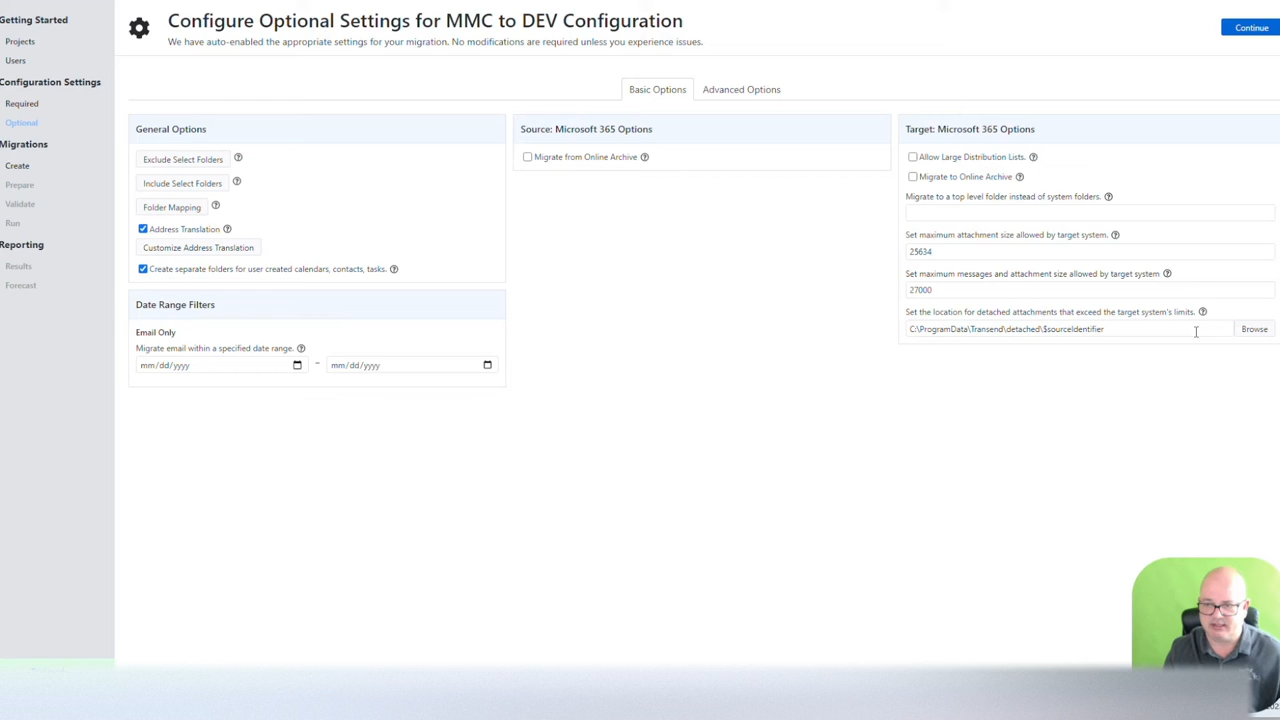 Getting Started
Projects
Users
Configuration Settings
Required
Optional
Migrations
Create
Prepare
Validate
Run
Reporting
Results
Forecast
Configure Optional Settings for MMC to DEV Configuration
We have auto-enabled the appropriate settings for your migration. No modifications are required unless you experience issues.
Continue
Basic Options
Advanced Options
General Options
Exclude Select Folders
Include Select Folders
Folder Mapping
Address Translation
Customize Address Translation
Create separate folders for user created calendars, contacts, tasks.
Date Range Filters
Email Only
Migrate email within a specified date range.
mm/dd/yyyy – mm/dd/yyyy
Source: Microsoft 365 Options
Migrate from Online Archive
Target: Microsoft 365 Options
Allow Large Distribution Lists.
Migrate to Online Archive
Migrate to a top level folder instead of system folders.
Set maximum attachment size allowed by target system.
25634
Set maximum messages and attachment size allowed by target system
27000
Set the location for detached attachments that exceed the target system's limits.
C:\ProgramData\Transend\detached\$sourceIdentifier
Browse